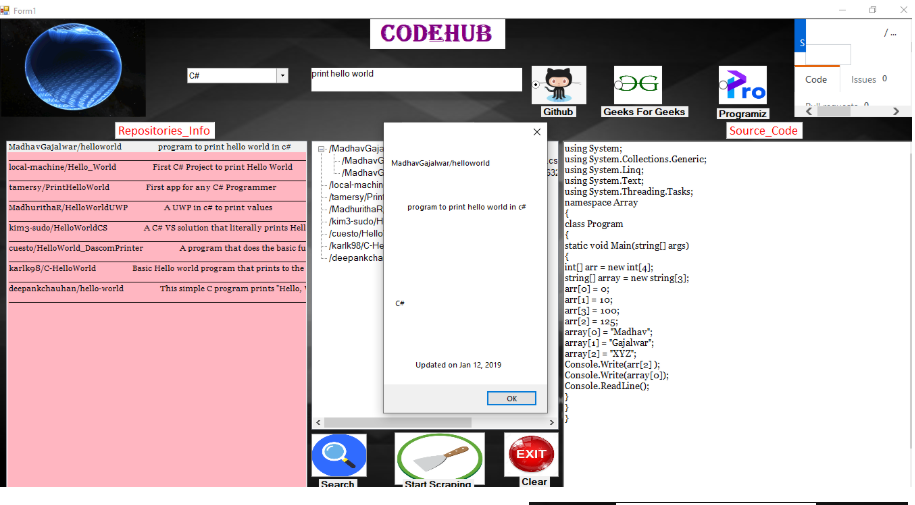 Form1
CODEHUB
/ ...
S
C#
print hello world
Code
Issues 0
Github
Geeks For Geeks
Programiz
Repositories_Info
Source_Code
MadhavGajalwar/helloworld program to print hello world in c#
local-machine/Hello_World First C# Project to print Hello World
tamersy/PrintHelloWorld First app for any C# Programmer
MadhurithaR/HelloWorldUWP A UWP in c# to print values
kim3-sudo/HelloWorldCS A C# VS solution that literally prints Hell
cuesto/HelloWorld_DascomPrinter A program that does the basic fu
karlk98/C-HelloWorld Basic Hello world program that prints to the
deepankchauhan/hello-world This simple C program prints "Hello,
/MadhavGaja
/MadhavG
/MadhavG
/local-machin
/tamersy/Print
/MadhurithaR/
/kim3-sudo/H
/cuesto/Hello
/karlk98/C-He
/deepankcha
MadhavGajalwar/helloworld
program to print hello world in c#
C#
Updated on Jan 12, 2019
OK
using System;
using System.Collections.Generic;
using System.Linq;
using System.Text;
using System.Threading.Tasks;
namespace Array
{
class Program
{
static void Main(string[] args)
{
int[] arr = new int[4];
string[] array = new string[3];
arr[0] = 0;
arr[1] = 10;
arr[3] = 100;
arr[2] = 125;
array[0] = "Madhav";
array[1] = "Gajalwar";
array[2] = "XYZ";
Console.Write(arr[2] );
Console.Write(array[0]);
Console.ReadLine();
}
}
}
Search
Start Scraping
EXIT
Clear